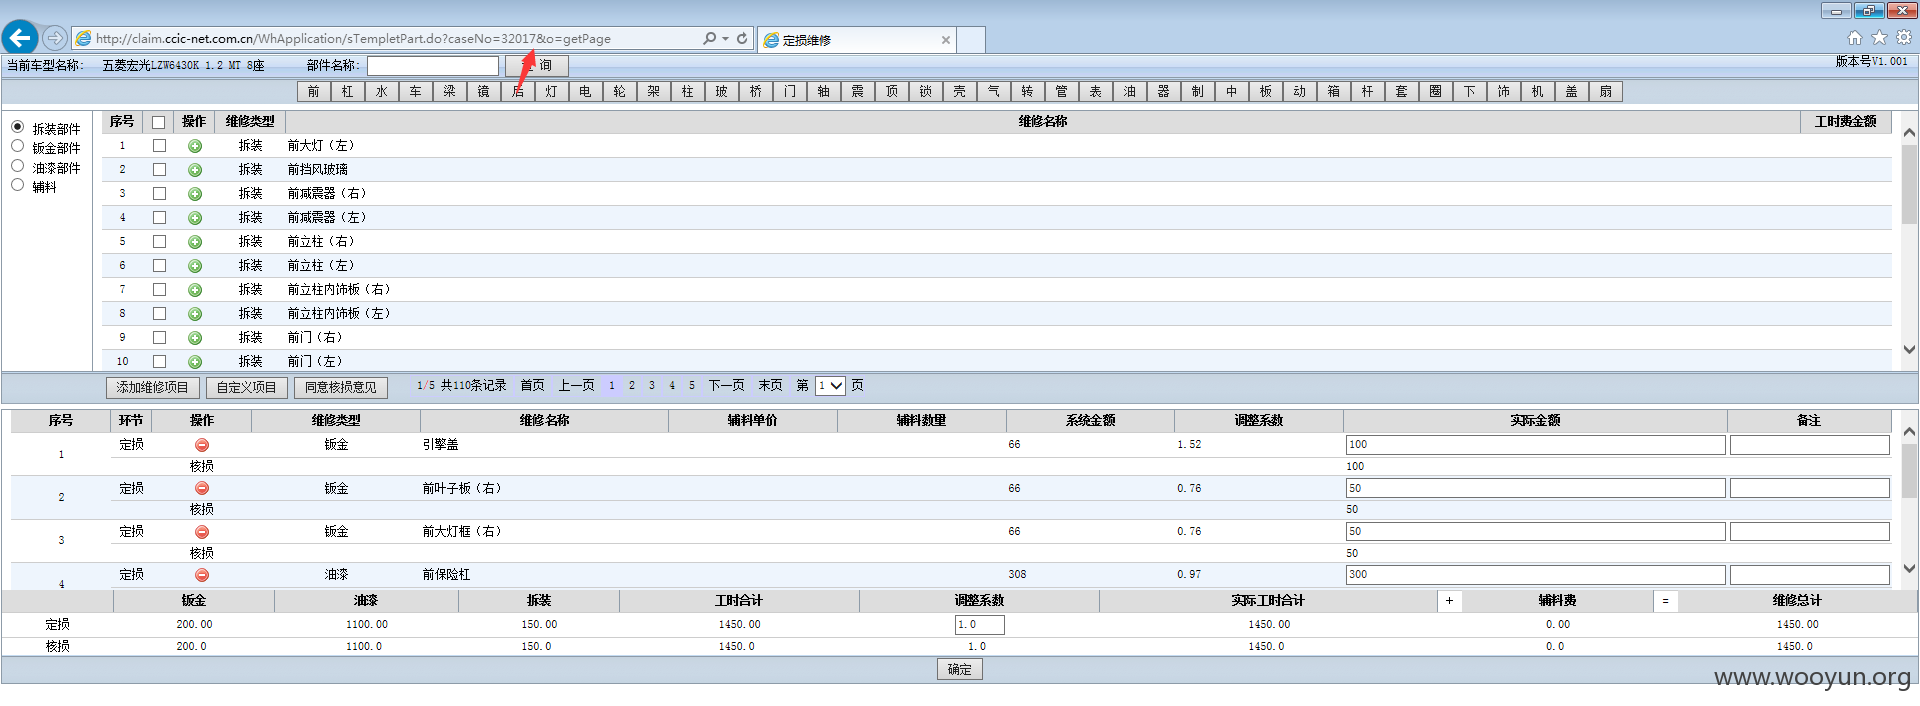 http://claim.ccic-net.com.cn/WhApplication/sTempletPart.do?caseNo=32017&o=getPage
定损维修
当前车型名称: 五菱宏光LZW6430K 1.2 MT 8座 部件名称: 询 版本号V1.001
前 杠 水 车 梁 镜 后 灯 电 轮 架 柱 玻 桥 门 轴 震 顶 锁 壳 气 转 管 表 油 器 制 中 板 动 箱 杆 套 圈 下 饰 机 盖 扇
拆装部件
钣金部件
油漆部件
辅料
序号 操作 维修类型 维修名称 工时费金额
1 拆装 前大灯（左）
2 拆装 前挡风玻璃
3 拆装 前减震器（右）
4 拆装 前减震器（左）
5 拆装 前立柱（右）
6 拆装 前立柱（左）
7 拆装 前立柱内饰板（右）
8 拆装 前立柱内饰板（左）
9 拆装 前门（右）
10 拆装 前门（左）
添加维修项目 自定义项目 同意核损意见 1/5 共110条记录 首页 上一页 1 2 3 4 5 下一页 末页 第 1 页
序号 环节 操作 维修类型 维修名称 辅料单价 辅料数量 系统金额 调整系数 实际金额 备注
1 定损 钣金 引擎盖 66 1.52 100
核损 100
2 定损 钣金 前叶子板（右） 66 0.76 50
核损 50
3 定损 钣金 前大灯框（右） 66 0.76 50
核损 50
4 定损 油漆 前保险杠 308 0.97 300
钣金 油漆 拆装 工时合计 调整系数 实际工时合计 + 辅料费 = 维修总计
定损 200.00 1100.00 150.00 1450.00 1.0 1450.00 0.00 1450.00
核损 200.0 1100.0 150.0 1450.0 1.0 1450.0 0.0 1450.0
确定
www.wooyun.org